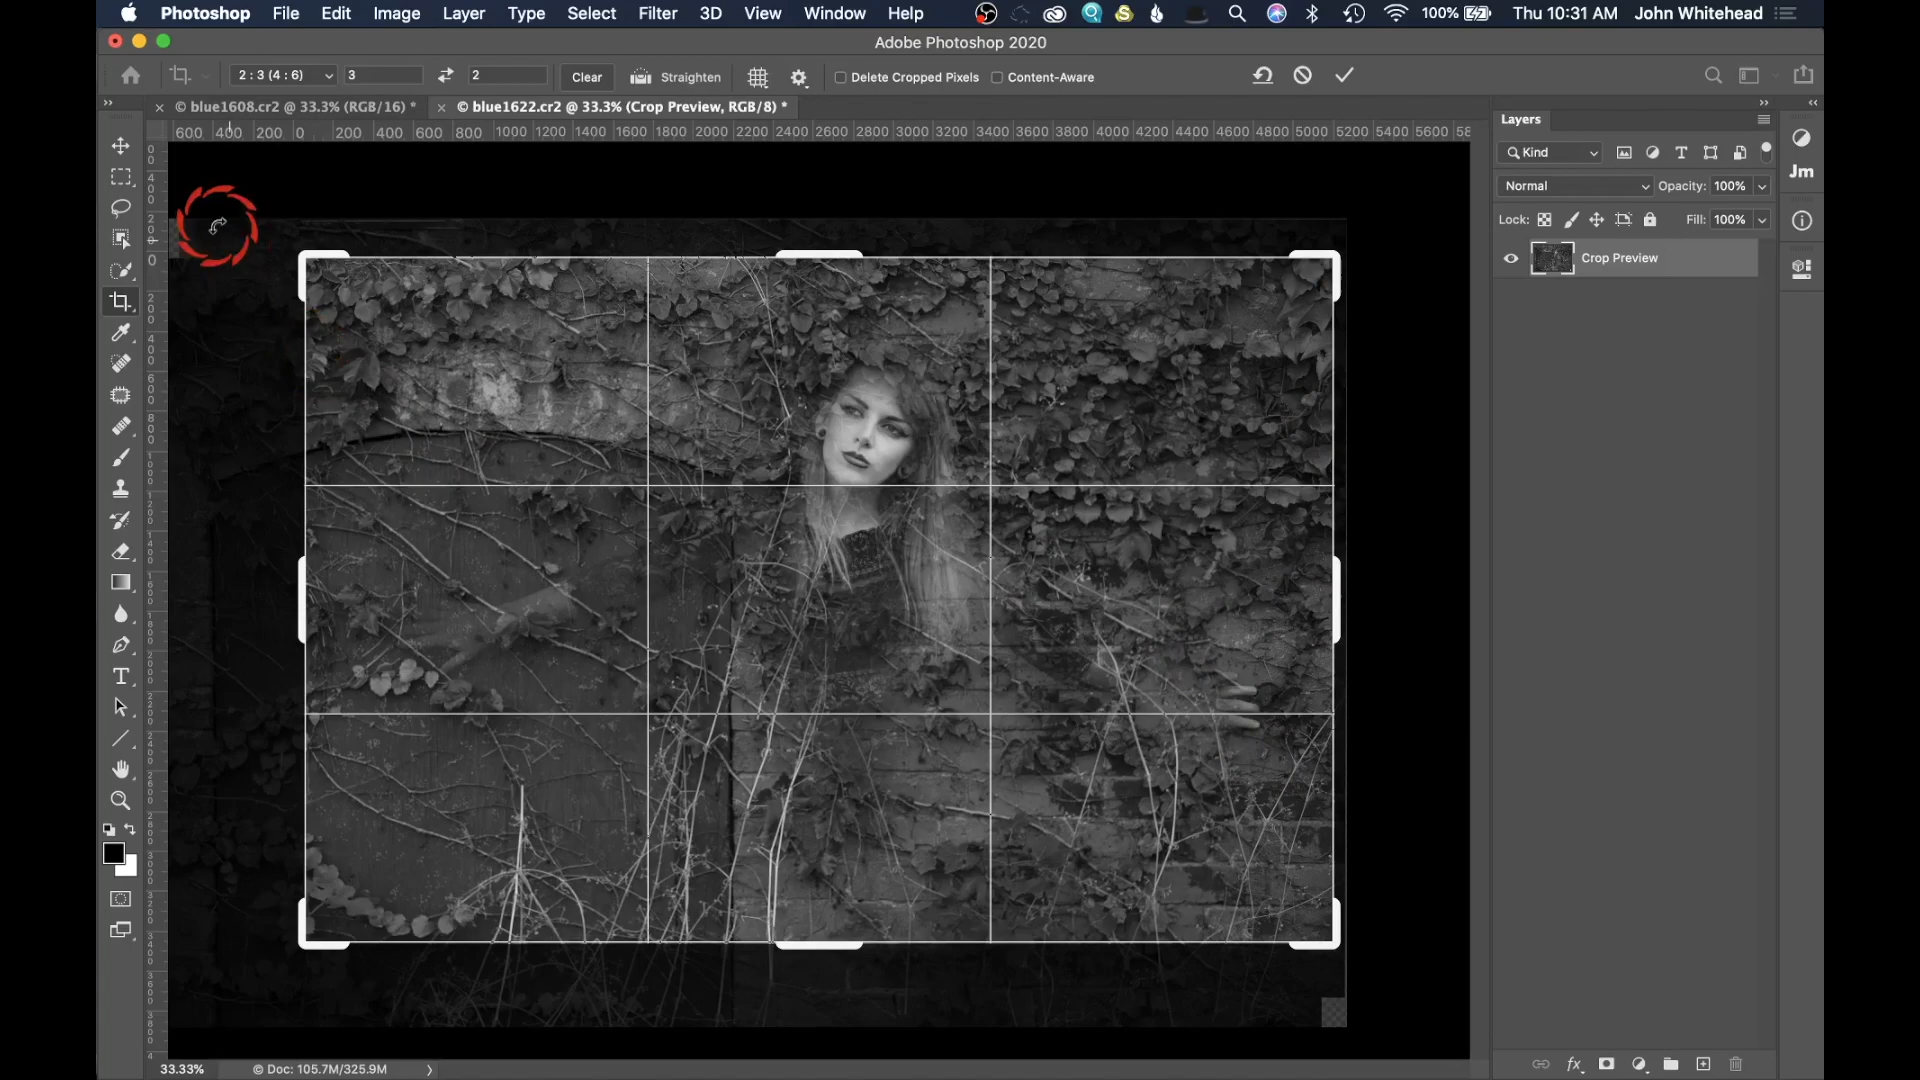 Photoshop File Edit Image Layer Type Select Filter 3D View Window Help 100% Thu 10:31 AM John Whitehead
Adobe Photoshop 2020
2 : 3 (4 : 6) 3 2 Clear Straighten Delete Cropped Pixels Content-Aware
© blue1608.cr2 @ 33.3% (RGB/16) * © blue1622.cr2 @ 33.3% (Crop Preview, RGB/8) *
600 400 200 0 200 400 600 800 1000 1200 1400 1600 1800 2000 2200 2400 2600 2800 3000 3200 3400 3600 3800 4000 4200 4400 4600 4800 5000 5200 5400 5600
Layers
Kind
Jm
Normal Opacity: 100%
Lock: Fill: 100%
Crop Preview
T
33.33% © Doc: 105.7M/325.9M
fx